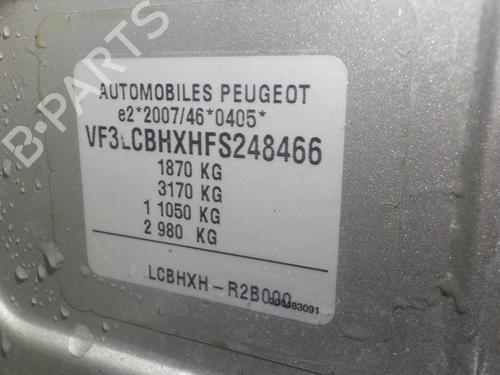 B-PARTS
AUTOMOBILES PEUGEOT
e2*2007/46*0405*
VF3LCBHXHFS248466
1870 KG
3170 KG
1 1050 KG
2 980 KG
LCBHXH-R2B000